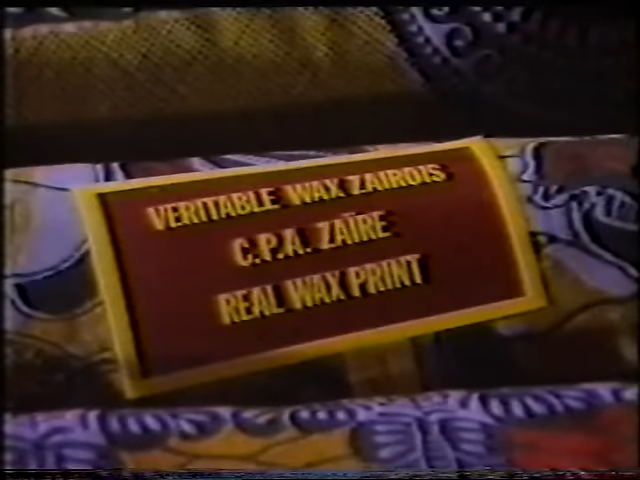 VERITABLE WAX ZAIROIS
C.P.A. ZAÏRE
REAL WAX PRINT